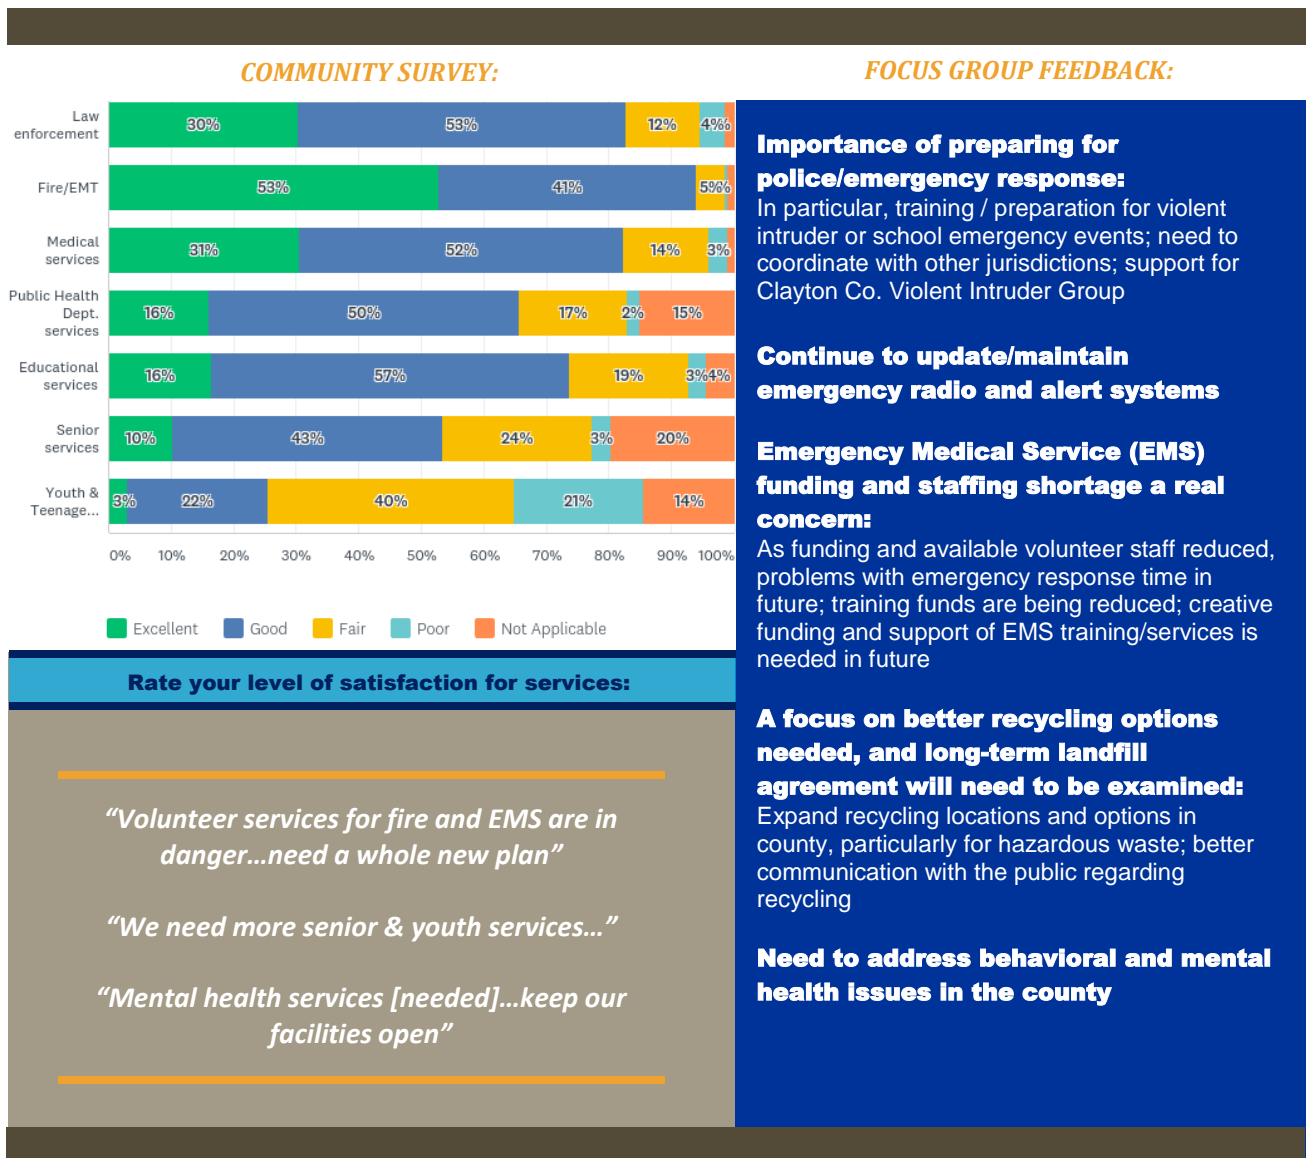 COMMUNITY SURVEY:
Law
enforcement
30%
53%
12%
4%
Fire/EMT
53%
41%
5%
Medical
services
31%
52%
14%
3%
Public Health
Dept.
services
16%
50%
17%
2%
15%
Educational
services
16%
57%
19%
3%
4%
Senior
services
10%
43%
24%
3%
20%
Youth &
Teenage...
3%
22%
40%
21%
14%
0% 10% 20% 30% 40% 50% 60% 70% 80% 90% 100%
Excellent Good Fair Poor Not Applicable
Rate your level of satisfaction for services:
“Volunteer services for fire and EMS are in
danger…need a whole new plan”
“We need more senior & youth services…”
“Mental health services [needed]…keep our
facilities open”
FOCUS GROUP FEEDBACK:
Importance of preparing for
police/emergency response:
In particular, training / preparation for violent
intruder or school emergency events; need to
coordinate with other jurisdictions; support for
Clayton Co. Violent Intruder Group
Continue to update/maintain
emergency radio and alert systems
Emergency Medical Service (EMS)
funding and staffing shortage a real
concern:
As funding and available volunteer staff reduced,
problems with emergency response time in
future; training funds are being reduced; creative
funding and support of EMS training/services is
needed in future
A focus on better recycling options
needed, and long-term landfill
agreement will need to be examined:
Expand recycling locations and options in
county, particularly for hazardous waste; better
communication with the public regarding
recycling
Need to address behavioral and mental
health issues in the county